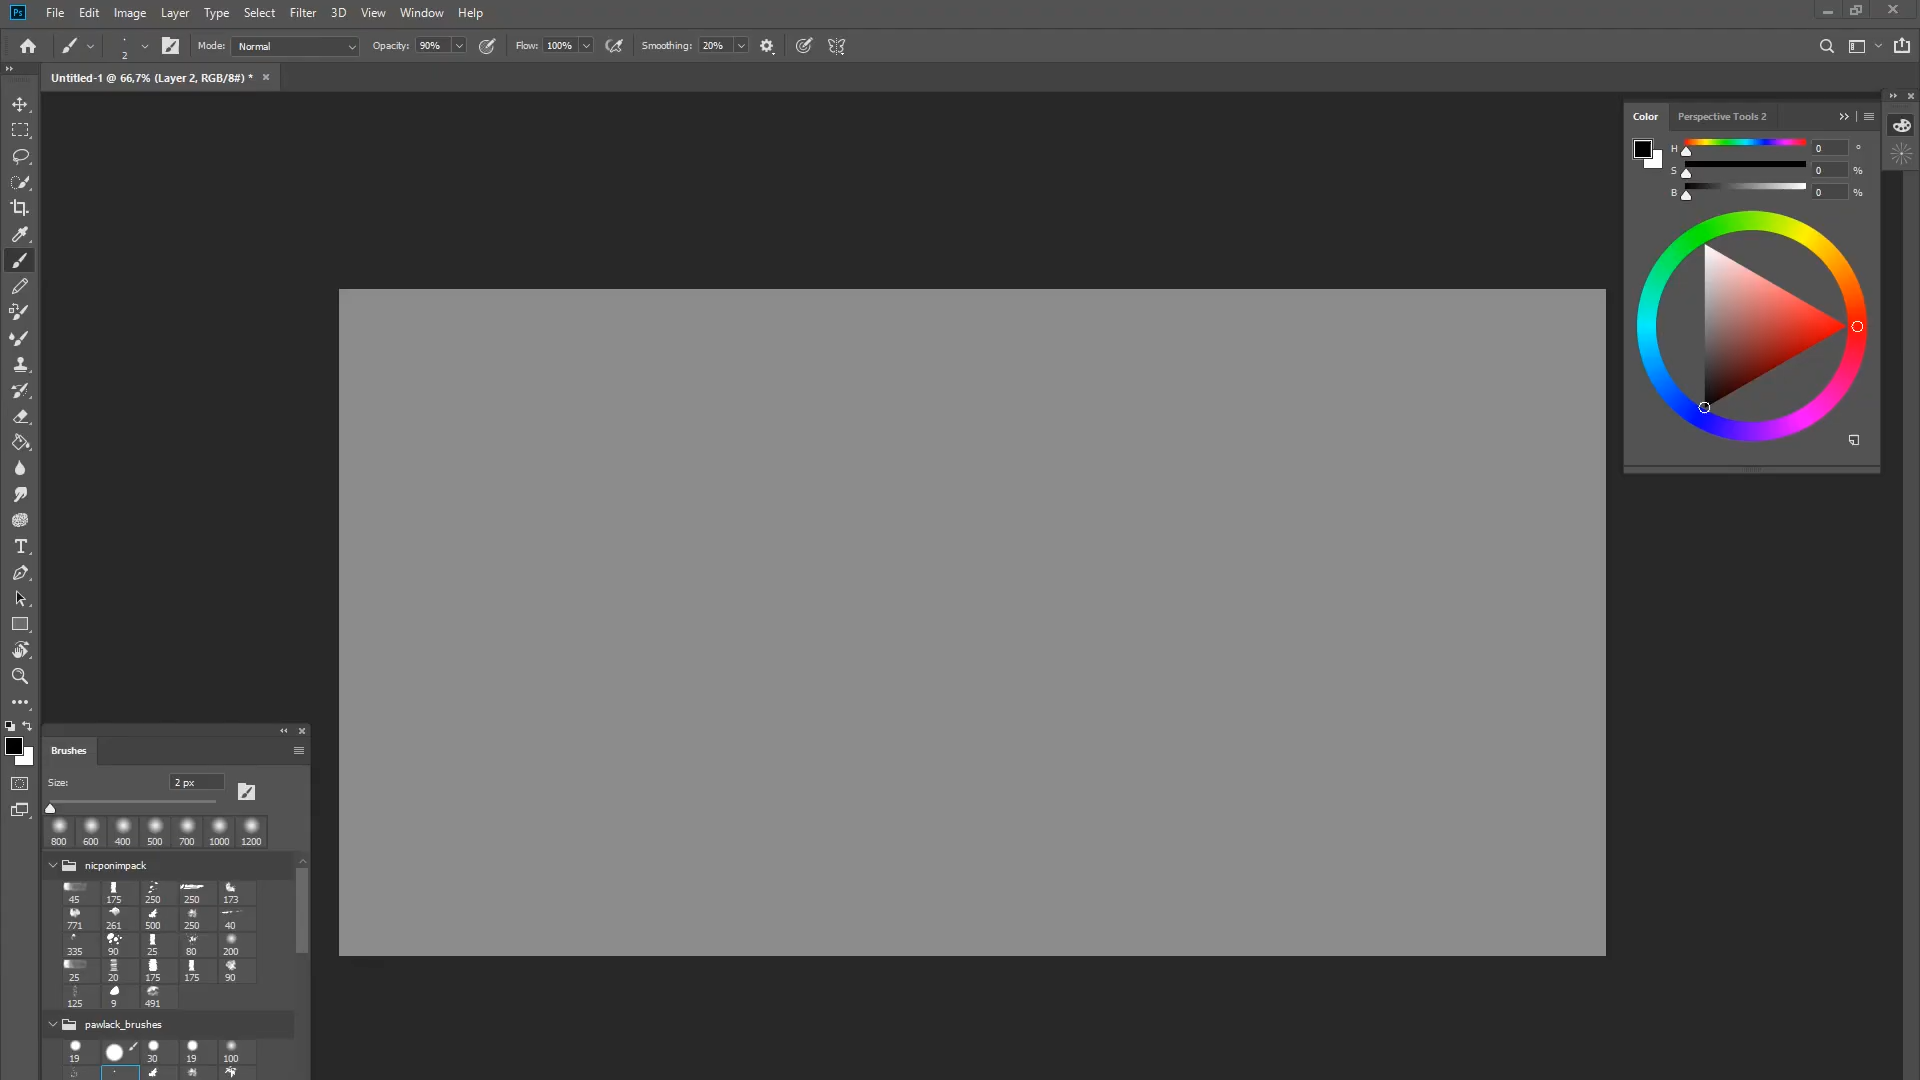 Ps File Edit Image Layer Type Select Filter 3D View Window Help
2 Mode: Normal Opacity: 90% Flow: 100% Smoothing: 20%
Untitled-1 @ 66,7% (Layer 2, RGB/8#) *
Color Perspective Tools 2
H 0 °
S 0 %
B 0 %
Brushes
Size: 2 px
800 600 400 500 700 1000 1200
nicponimpack
45 175 250 250 173
771 261 500 250 40
335 90 25 80 200
25 20 175 175 90
125 9 491
pawlack_brushes
19 30 19 100